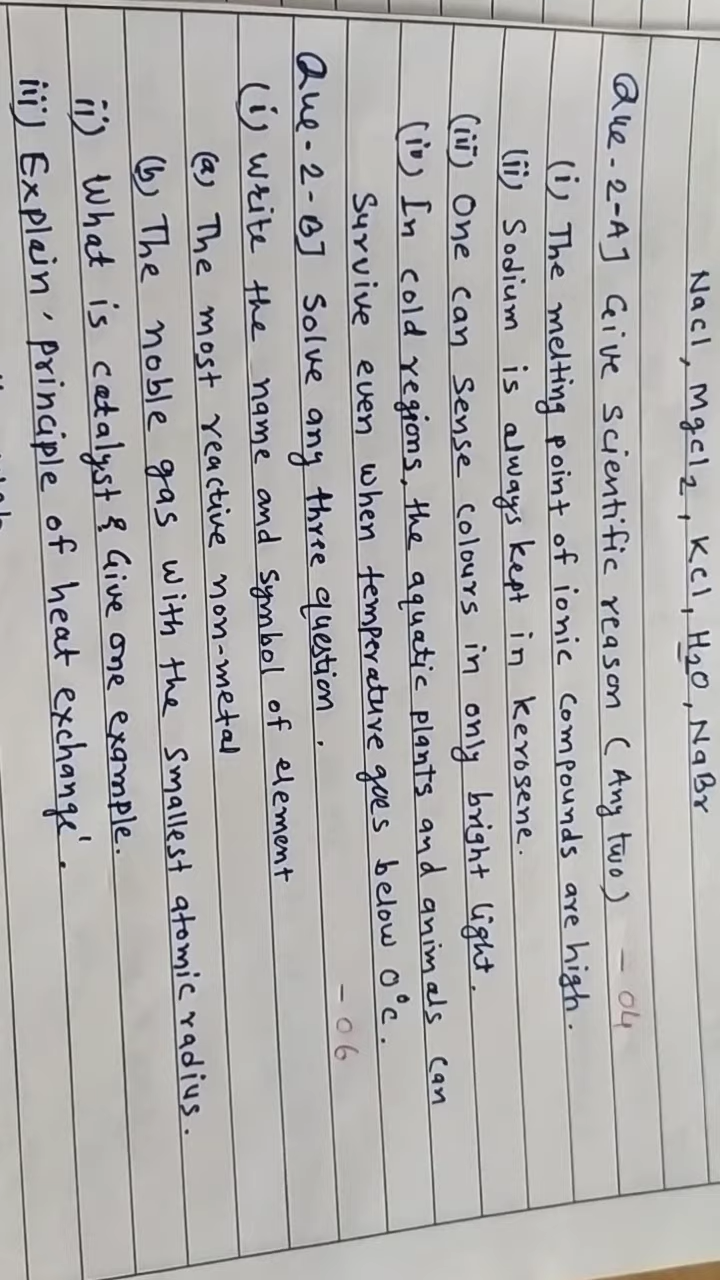 Nacl, Mgcl2, Kcl, H2O, NaBr
Que-2-A] Give scientific reason (Any two) - 04
(i) The melting point of ionic compounds are high.
(ii) Sodium is always kept in kerosene.
(iii) One can sense colours in only bright light.
(iv) In cold regions, the aquatic plants and animals can
survive even when temperature goes below 0°c.
Que-2-B] Solve any three question. - 06
(i) write the name and symbol of element
(a) The most reactive non-metal
(b) The noble gas with the smallest atomic radius.
ii) What is catalyst & Give one example.
iii) Explain 'principle of heat exchange'.